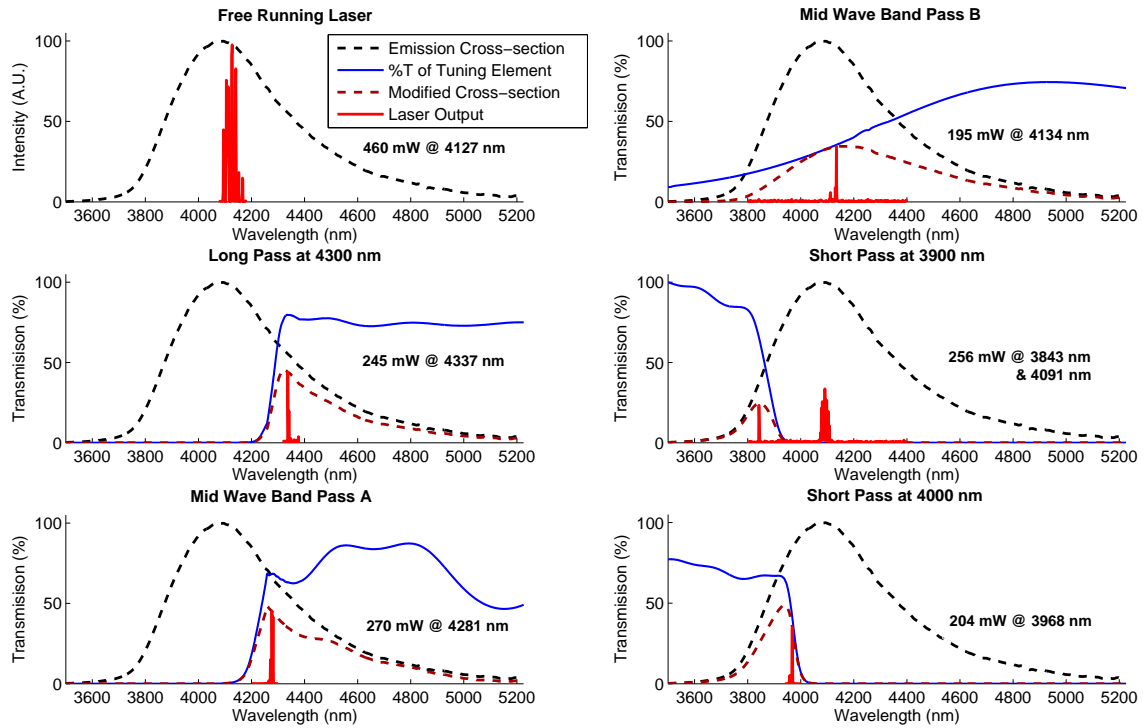 Free Running Laser
100
50
0
Intensity (A.U.)
3600 3800 4000 4200 4400 4600 4800 5000 5200
Wavelength (nm)
Emission Cross−section
%T of Tuning Element
Modified Cross−section
Laser Output
460 mW @ 4127 nm
Mid Wave Band Pass B
100
50
0
Transmisison (%)
195 mW @ 4134 nm
3600 3800 4000 4200 4400 4600 4800 5000 5200
Wavelength (nm)
Long Pass at 4300 nm
100
50
0
Transmisison (%)
245 mW @ 4337 nm
3600 3800 4000 4200 4400 4600 4800 5000 5200
Wavelength (nm)
Short Pass at 3900 nm
100
50
0
Transmisison (%)
256 mW @ 3843 nm
& 4091 nm
3600 3800 4000 4200 4400 4600 4800 5000 5200
Wavelength (nm)
Mid Wave Band Pass A
100
50
0
Transmisison (%)
270 mW @ 4281 nm
3600 3800 4000 4200 4400 4600 4800 5000 5200
Wavelength (nm)
Short Pass at 4000 nm
100
50
0
Transmisison (%)
204 mW @ 3968 nm
3600 3800 4000 4200 4400 4600 4800 5000 5200
Wavelength (nm)